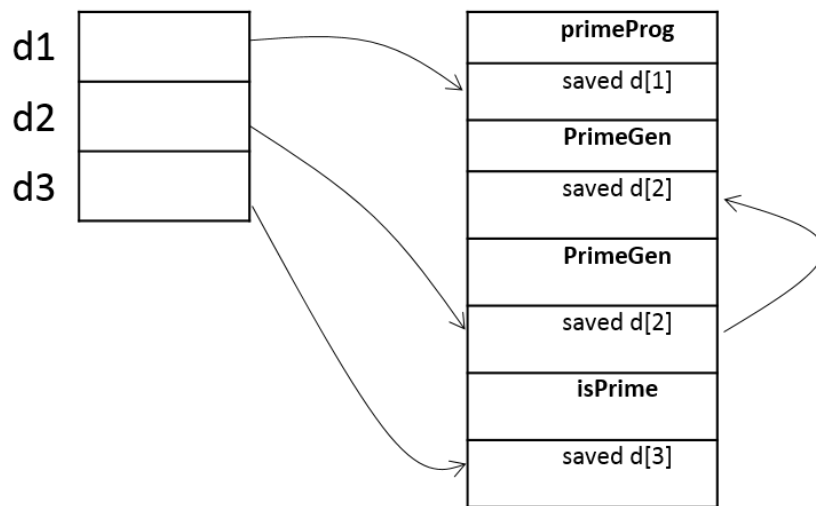 d1
d2
d3
primeProg
saved d[1]
PrimeGen
saved d[2]
PrimeGen
saved d[2]
isPrime
saved d[3]